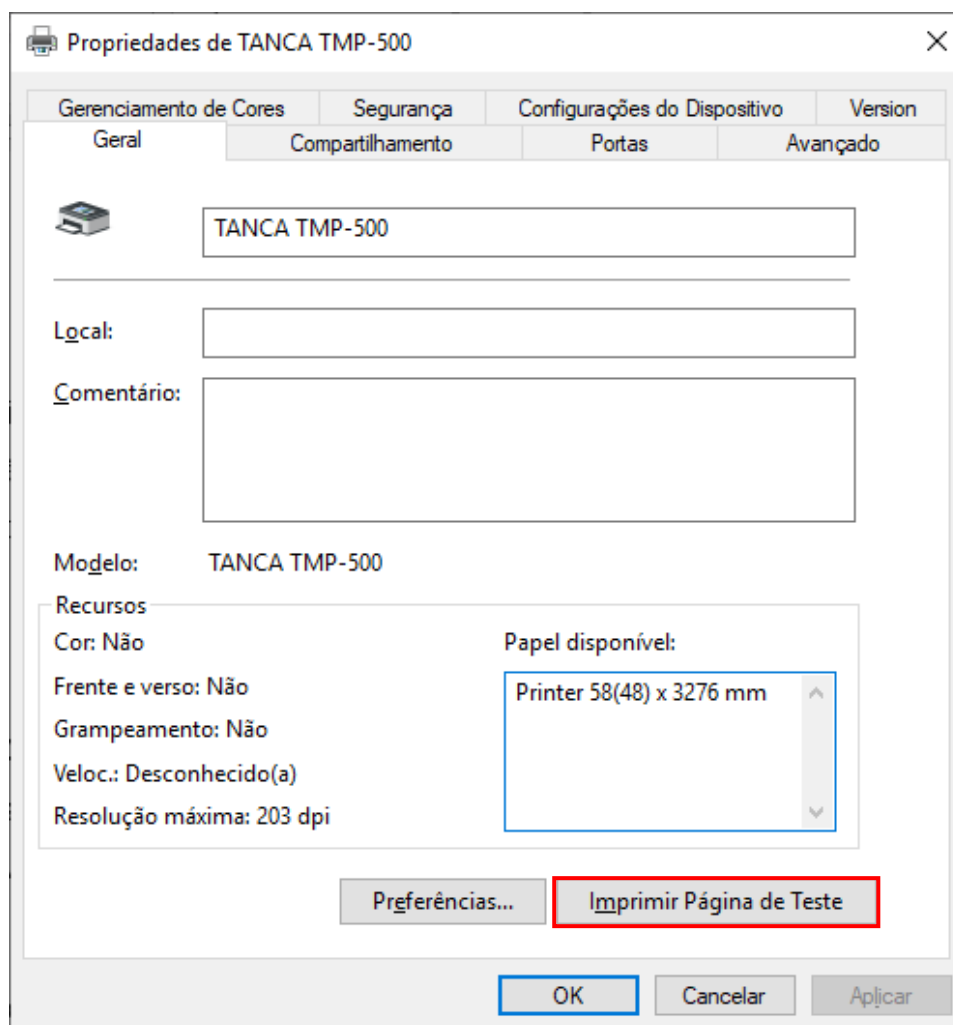 Propriedades de TANCA TMP-500
Gerenciamento de Cores Segurança Configurações do Dispositivo Version
Geral Compartilhamento Portas Avançado
TANCA TMP-500
Local:
Comentário:
Modelo: TANCA TMP-500
Recursos
Cor: Não Papel disponível:
Frente e verso: Não Printer 58(48) x 3276 mm
Grampeamento: Não
Veloc.: Desconhecido(a)
Resolução máxima: 203 dpi
Preferências... Imprimir Página de Teste
OK Cancelar Aplicar